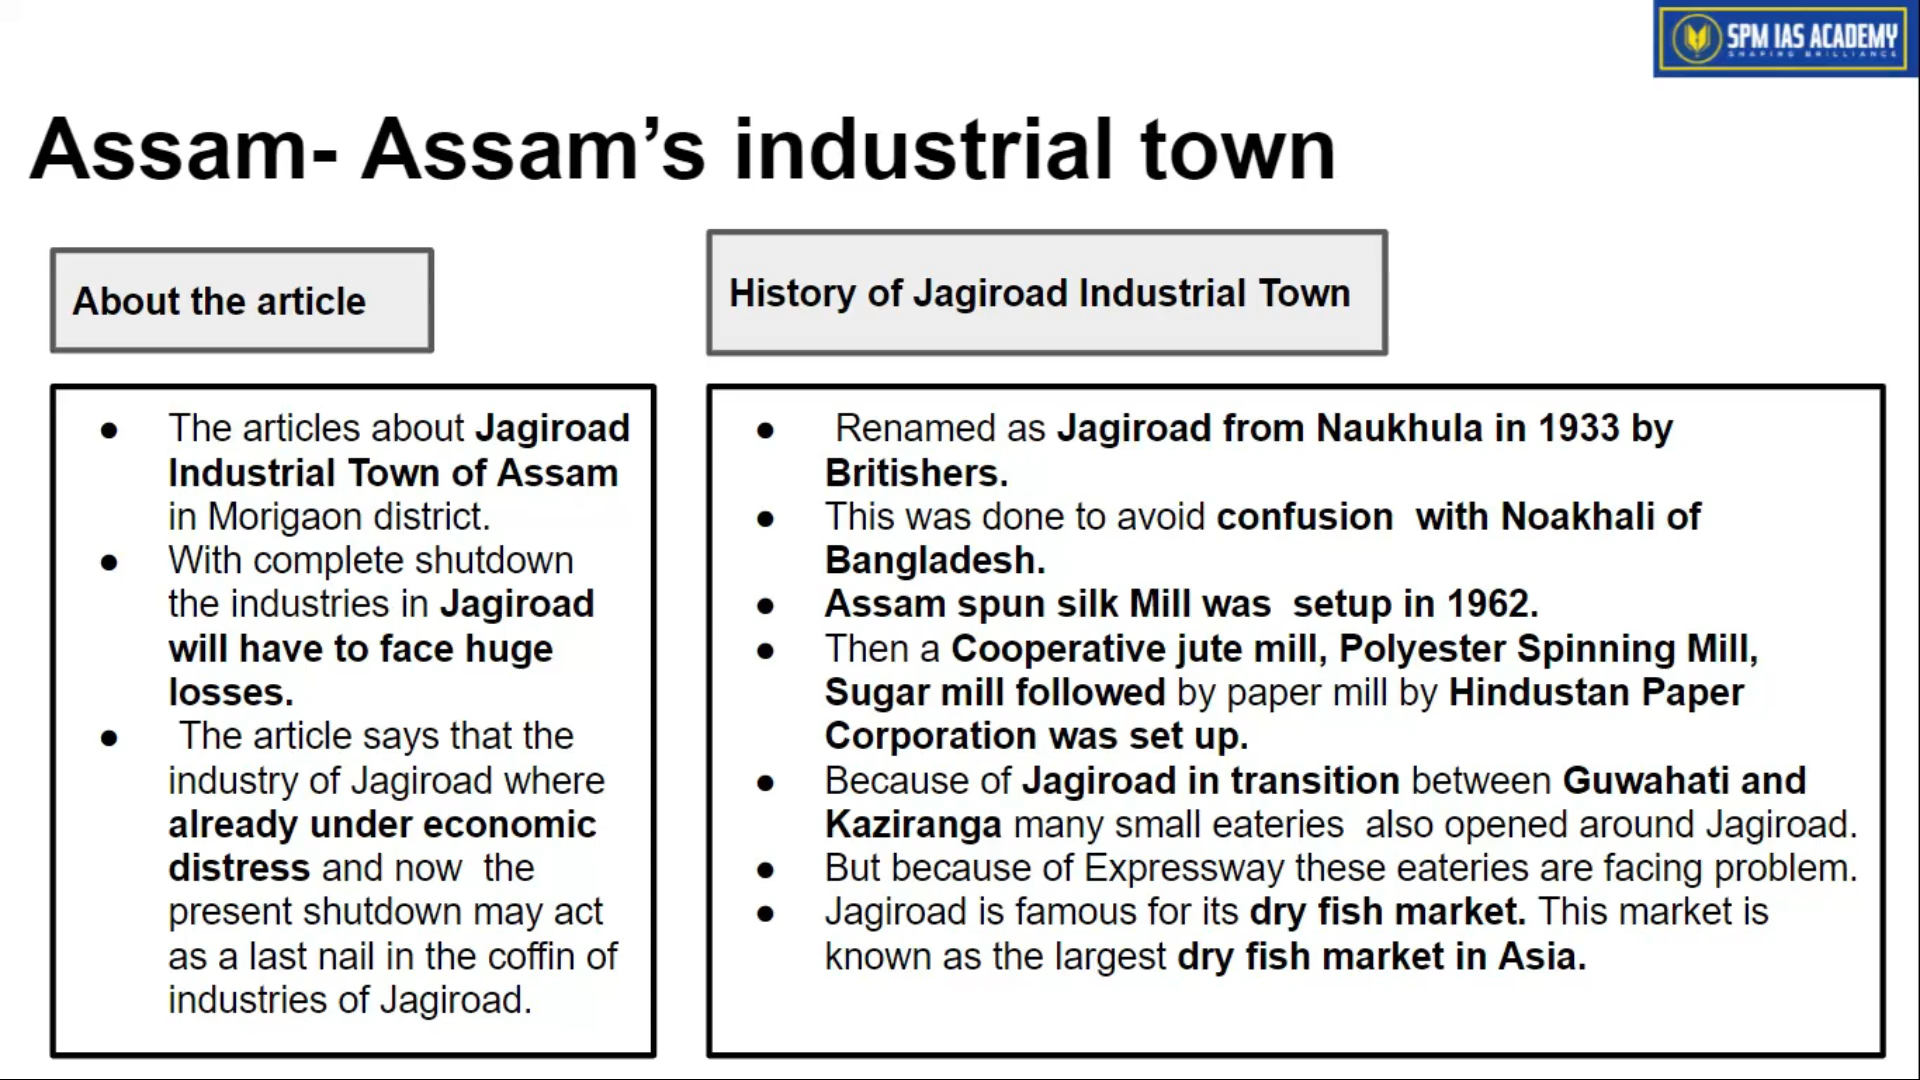 SPM IAS ACADEMY
SHAPING BRILLIANCE
Assam- Assam’s industrial town
About the article
The articles about Jagiroad
Industrial Town of Assam
in Morigaon district.
With complete shutdown
the industries in Jagiroad
will have to face huge
losses.
The article says that the
industry of Jagiroad where
already under economic
distress and now the
present shutdown may act
as a last nail in the coffin of
industries of Jagiroad.
History of Jagiroad Industrial Town
Renamed as Jagiroad from Naukhula in 1933 by
Britishers.
This was done to avoid confusion with Noakhali of
Bangladesh.
Assam spun silk Mill was setup in 1962.
Then a Cooperative jute mill, Polyester Spinning Mill,
Sugar mill followed by paper mill by Hindustan Paper
Corporation was set up.
Because of Jagiroad in transition between Guwahati and
Kaziranga many small eateries also opened around Jagiroad.
But because of Expressway these eateries are facing problem.
Jagiroad is famous for its dry fish market. This market is
known as the largest dry fish market in Asia.